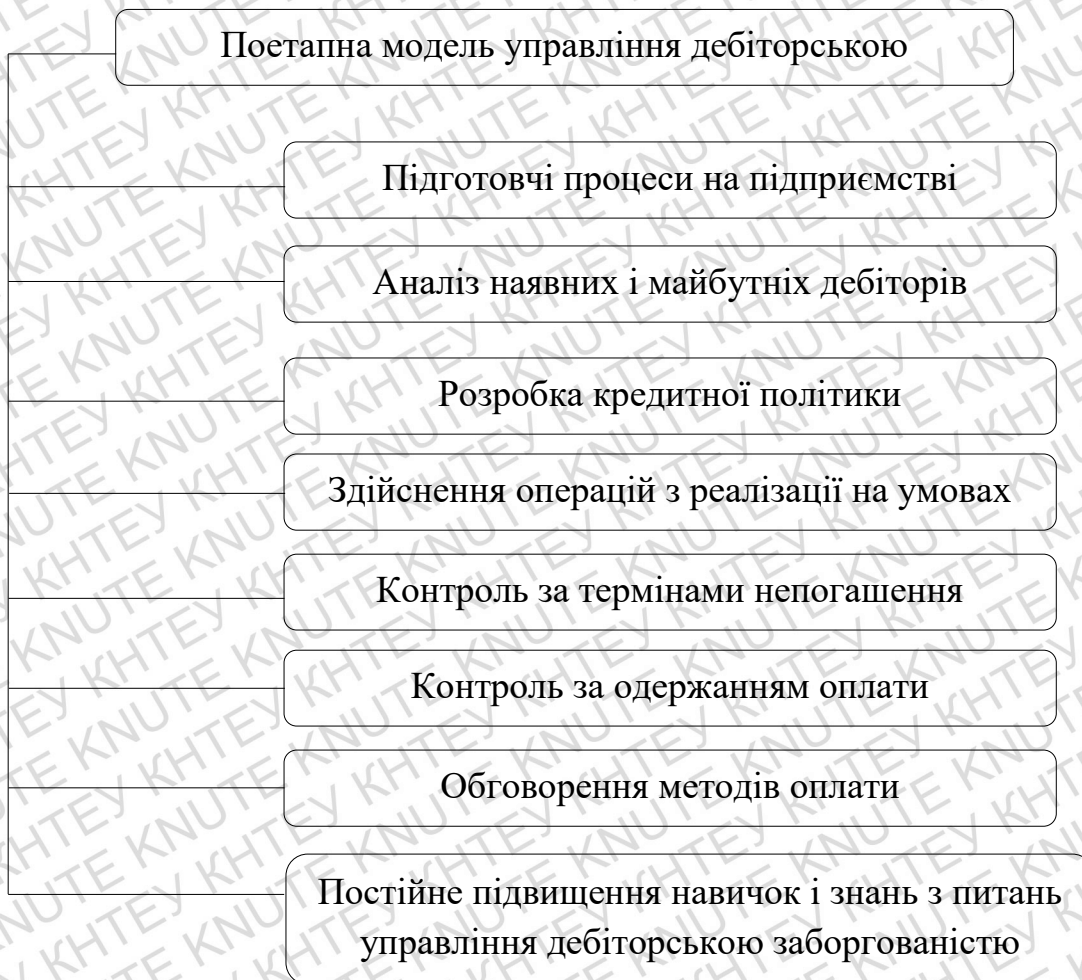 Поетапна модель управління дебіторською
Підготовчі процеси на підприємстві
Аналіз наявних і майбутніх дебіторів
Розробка кредитної політики
Здійснення операцій з реалізації на умовах
Контроль за термінами непогашення
Контроль за одержанням оплати
Обговорення методів оплати
Постійне підвищення навичок і знань з питань
управління дебіторською заборгованістю